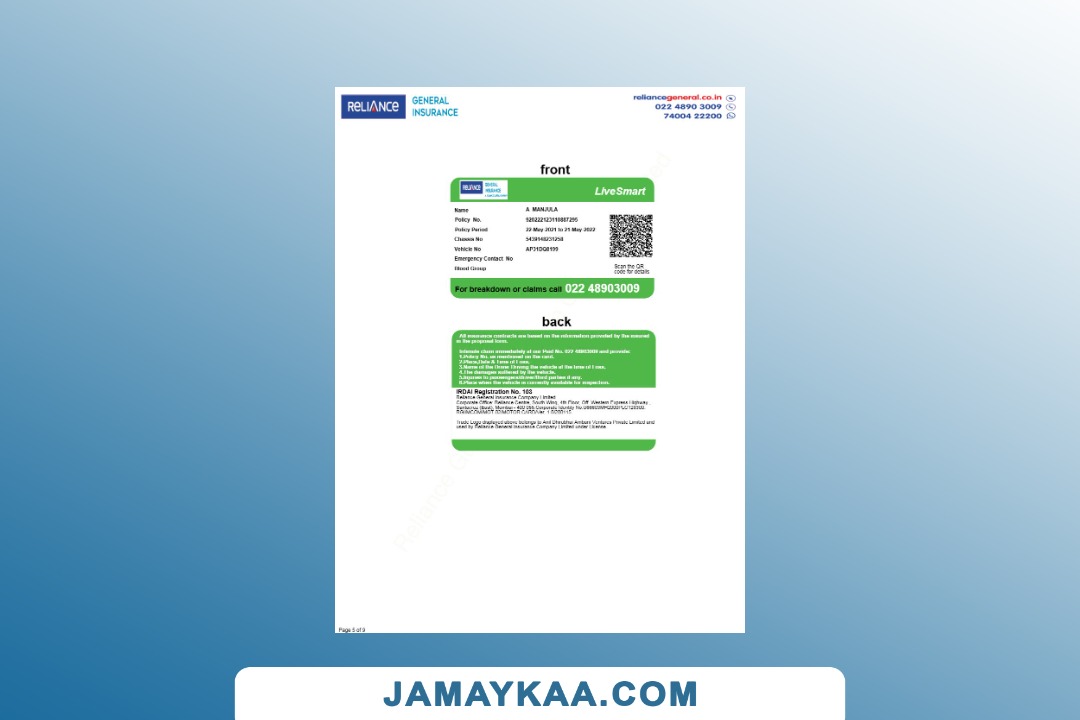 RELIANCE GENERAL INSURANCE
reliancegeneral.co.in
022 4890 3009
74004 22200
front
RELIANCE
LiveSmart
Name A MANJULA
Policy No.
Policy Period 22 May 2021 to 21 May 2022
Chassis No
Vehicle No
Emergency Contact No
Blood Group
Scan the QR
code for details
For breakdown or claims call 022 48903009
back
All insurance contracts are based on the information provided by the insured
in the proposal form.
Intimate claim immediately at our Pool No. 022 48903009 and provide:
1.Policy No. as mentioned on the card.
2.Place,Date & time of Loss.
3.Name of the Driver Driving the vehicle at the time of Loss.
4.The damages suffered by the vehicle.
5.Injuries to passengers/driver/third parties if any.
6.Place where the vehicle is currently available for inspection.
IRDAI Registration No. 103
Reliance General Insurance Company Limited
Corporate Office: Reliance Centre, South Wing, 4th Floor, Off. Western Express Highway,
Santacruz (East), Mumbai - 400 055 Corporate Identity No.
Trade Logo displayed above belongs to Anil Dhirubhai Ambani Ventures Private Limited and
used by Reliance General Insurance Company Limited under License.
Reliance
Page 5 of 9
JAMAYKAA.COM